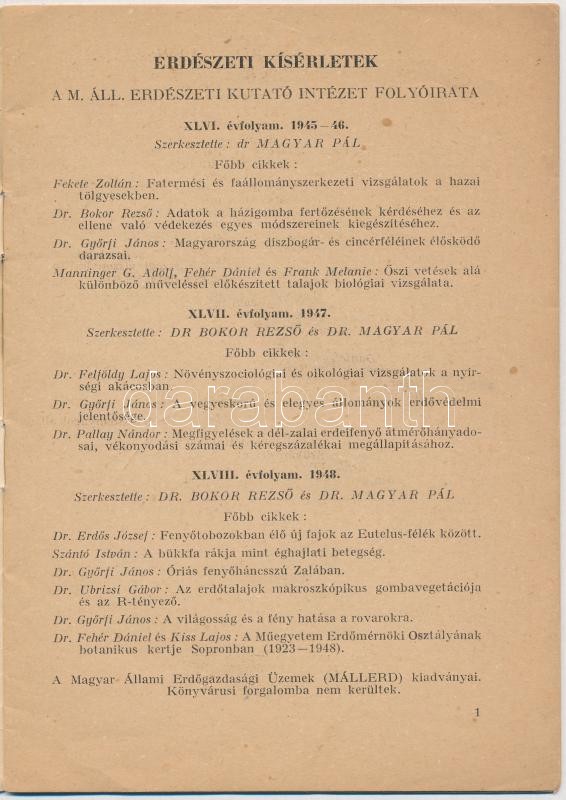 ERDÉSZETI KÍSÉRLETEK
A M. ÁLL. ERDÉSZETI KUTATÓ INTÉZET FOLYÓIRATA
XLVI. évfolyam. 1945—46.
Szerkesztette: dr MAGYAR PÁL
Főbb cikkek:
Fekete Zoltán: Fatermési és faállományszerkezeti vizsgálatok a hazai
tölgyesekben.
Dr. Bokor Rezső: Adatok a házigomba fertőzésének kérdéséhez és az
ellene való védekezés egyes módszereinek kiegészítéséhez.
Dr. Győrfi János: Magyarország díszbogár- és cincérféléinek élősködő
darazsai.
Manninger G. Adolf, Fehér Dániel és Frank Melanie: Őszi vetések alá
különböző műveléssel előkészített talajok biológiai vizsgálata.
XLVII. évfolyam. 1947.
Szerkesztette: DR BOKOR REZSŐ és DR. MAGYAR PÁL
Főbb cikkek:
Dr. Felföldy Lajos: Növényszociológiai és oikológiai vizsgálatok a nyír-
ségi akácosban.
Dr. Győrfi János: A vegyeskorú és elegyes állományok erdővédelmi
jelentősége.
Dr. Pallay Nándor: Megfigyelések a dél-zalai erdeifenyő átmérőhányado-
sai, vékonyodási számai és kéregszázalékai megállapításához.
XLVIII. évfolyam. 1948.
Szerkesztette: DR. BOKOR REZSŐ és DR. MAGYAR PÁL
Főbb cikkek:
Dr. Erdős József: Fenyőtobozokban élő új fajok az Eutelus-félék között.
Szántó István: A bükkfa rákja mint éghajlati betegség.
Dr. Győrfi János: Óriás fenyőháncsszú Zalában.
Dr. Ubrizsi Gábor: Az erdőtalajok makroszkópikus gombavegetációja
és az R-tényező.
Dr. Győrfi János: A világosság és a fény hatása a rovarokra.
Dr. Fehér Dániel és Kiss Lajos: A Műegyetem Erdőmérnöki Osztályának
botanikus kertje Sopronban (1923—1948).
A Magyar Állami Erdőgazdasági Üzemek (MÁLLERD) kiadványai.
Könyvárusi forgalomba nem kerültek.
1
darabanth